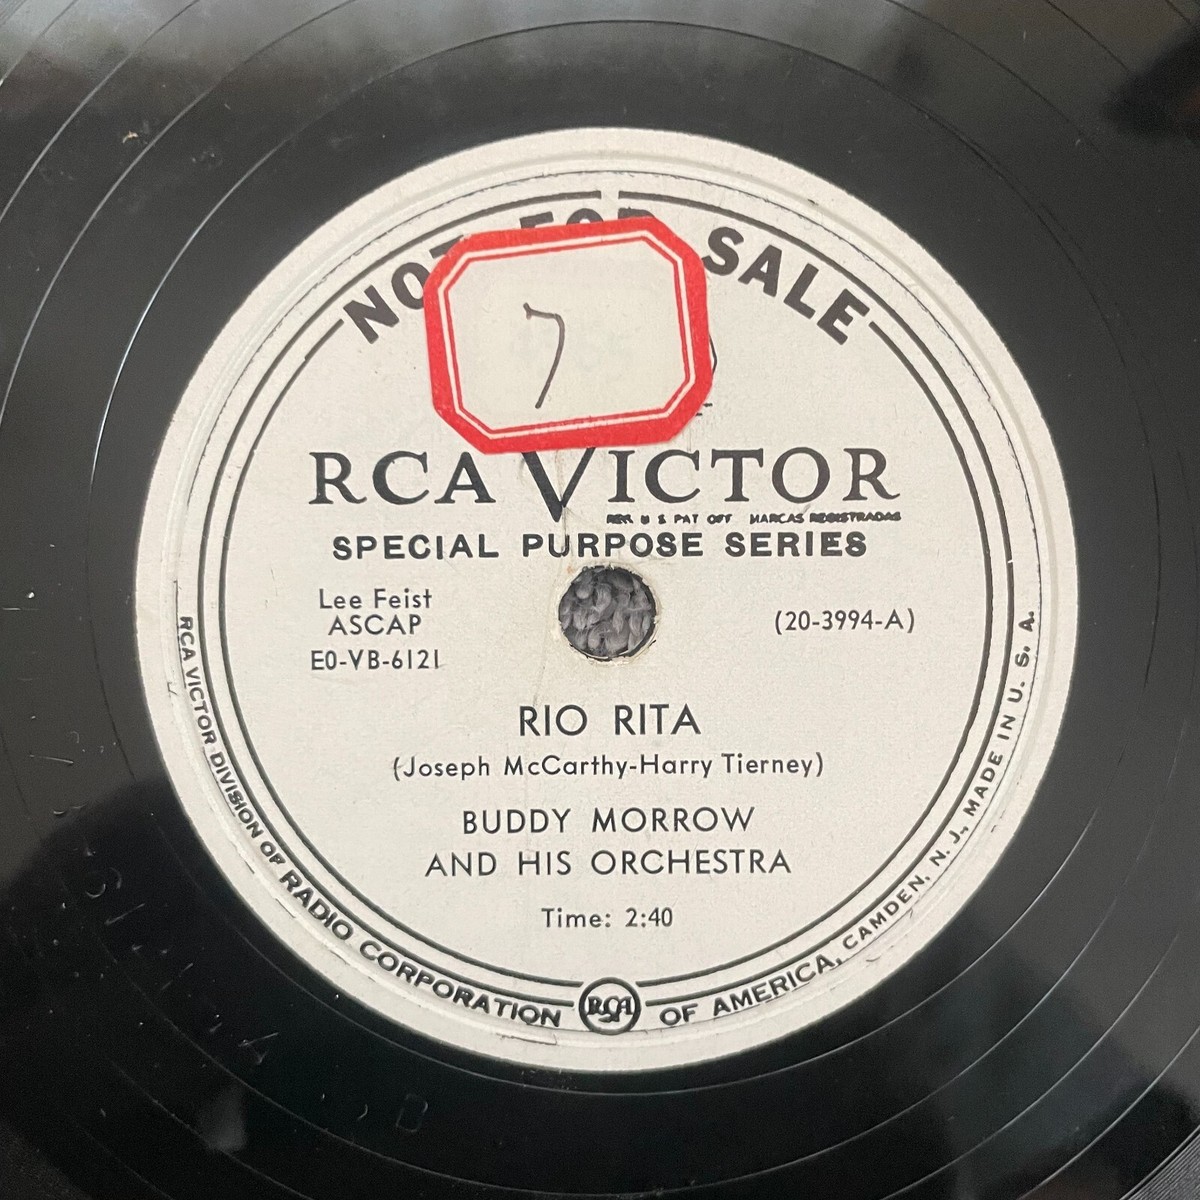 NOT FOR SALE
7
RCA VICTOR
REG. U S PAT OFF MARCAS REGISTRADAS
SPECIAL PURPOSE SERIES
Lee Feist
ASCAP
E0-VB-6121
(20-3994-A)
RIO RITA
(Joseph McCarthy-Harry Tierney)
BUDDY MORROW
AND HIS ORCHESTRA
Time: 2:40
RCA VICTOR DIVISION OF RADIO CORPORATION OF AMERICA, CAMDEN, N. J., MADE IN U. S. A.
RCA